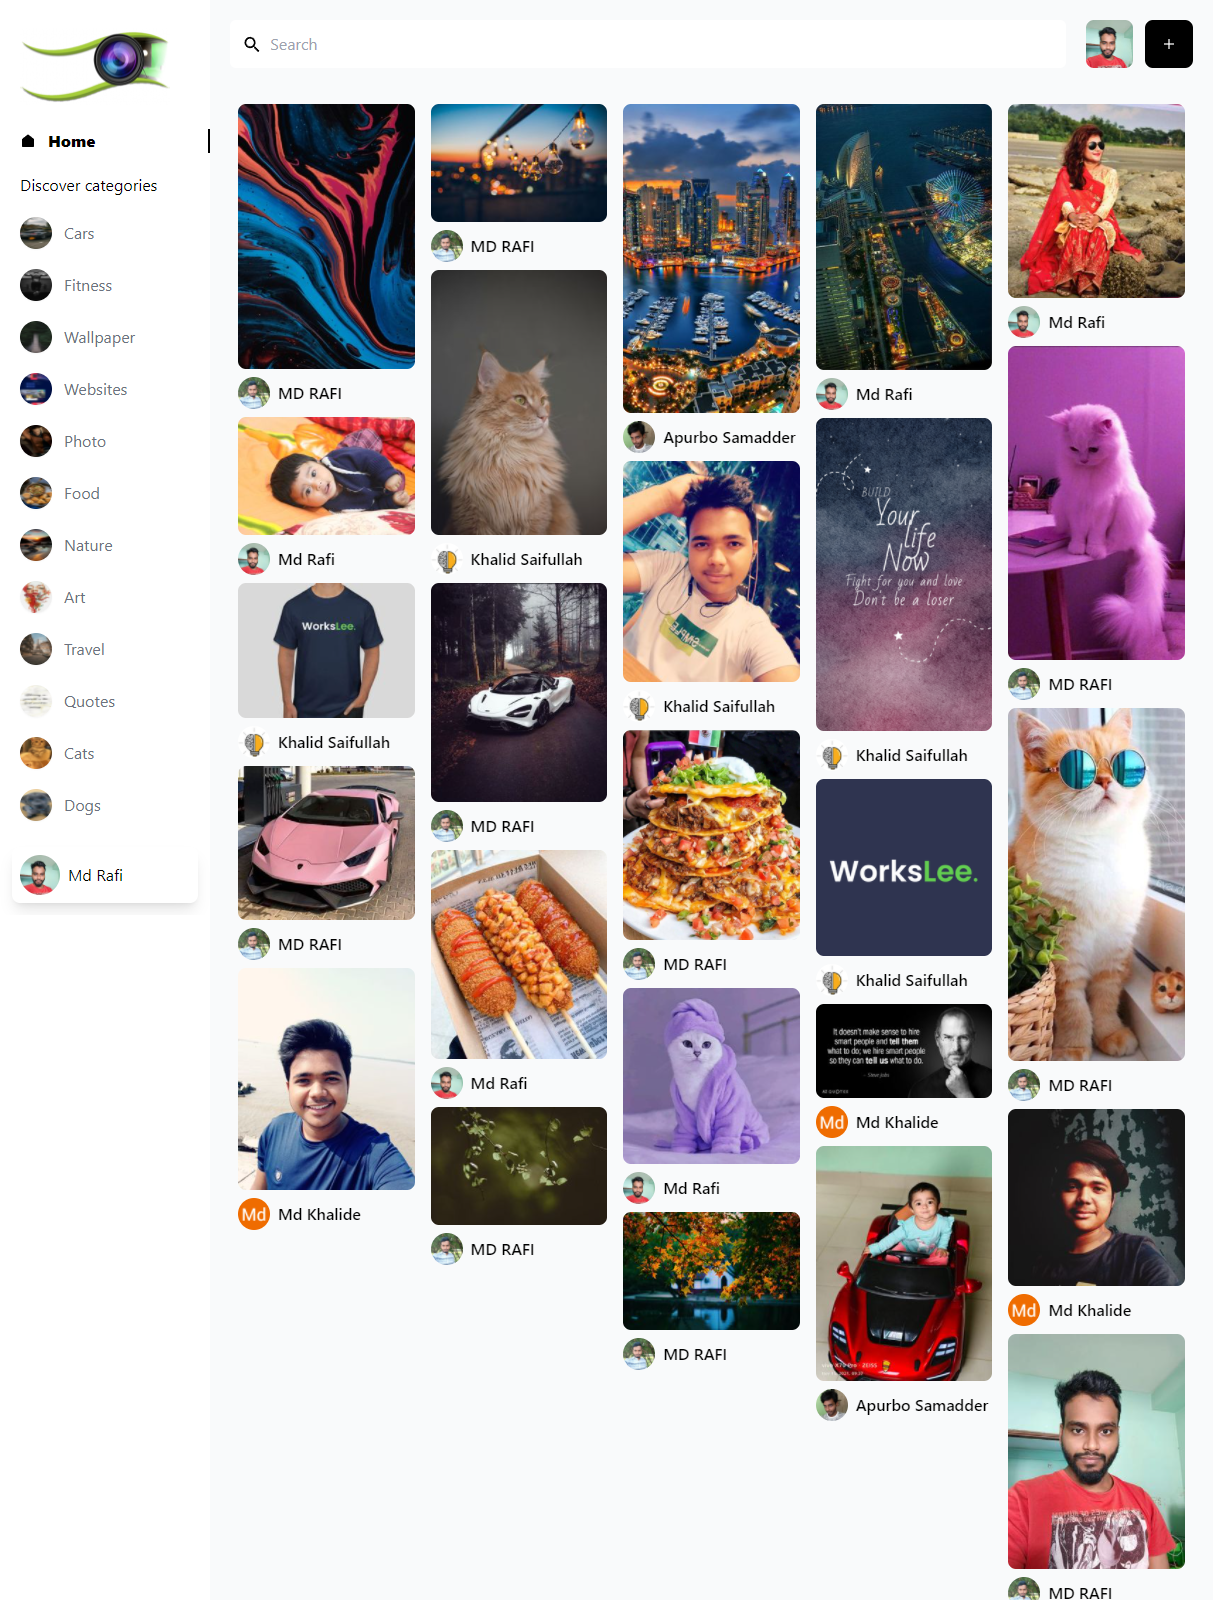 Search
+
Home
Discover categories
Cars
Fitness
Wallpaper
Websites
Photo
Food
Nature
Art
Travel
Quotes
Cats
Dogs
Md Rafi
MD RAFI
Md Rafi
WorksLee.
Khalid Saifullah
MD RAFI
Md
Md Khalide
MD RAFI
Khalid Saifullah
MD RAFI
Md Rafi
MD RAFI
Apurbo Samadder
Khalid Saifullah
MD RAFI
Md Rafi
MD RAFI
Md Rafi
BUILD
Your
life
Now
Fight for you and love
Don't be a loser
Khalid Saifullah
WorksLee.
Khalid Saifullah
It doesn't make sense to hire
smart people and tell them
what to do; we hire smart people
so they can tell us what to do.
- Steve Jobs
Md
Md Khalide
Apurbo Samadder
Md Rafi
MD RAFI
MD RAFI
Md
Md Khalide
MD RAFI